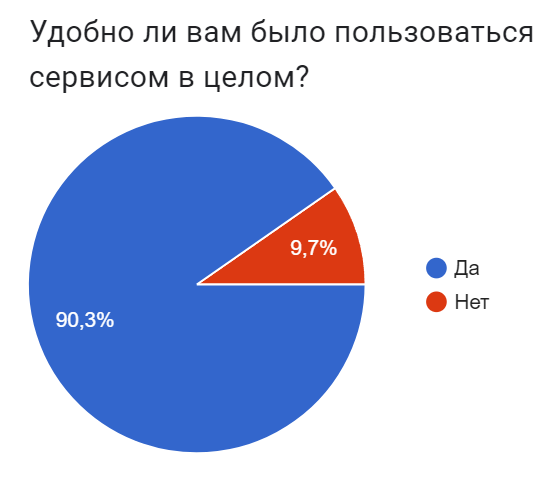 Удобно ли вам было пользоваться
сервисом в целом?
9,7%
90,3%
Да
Нет